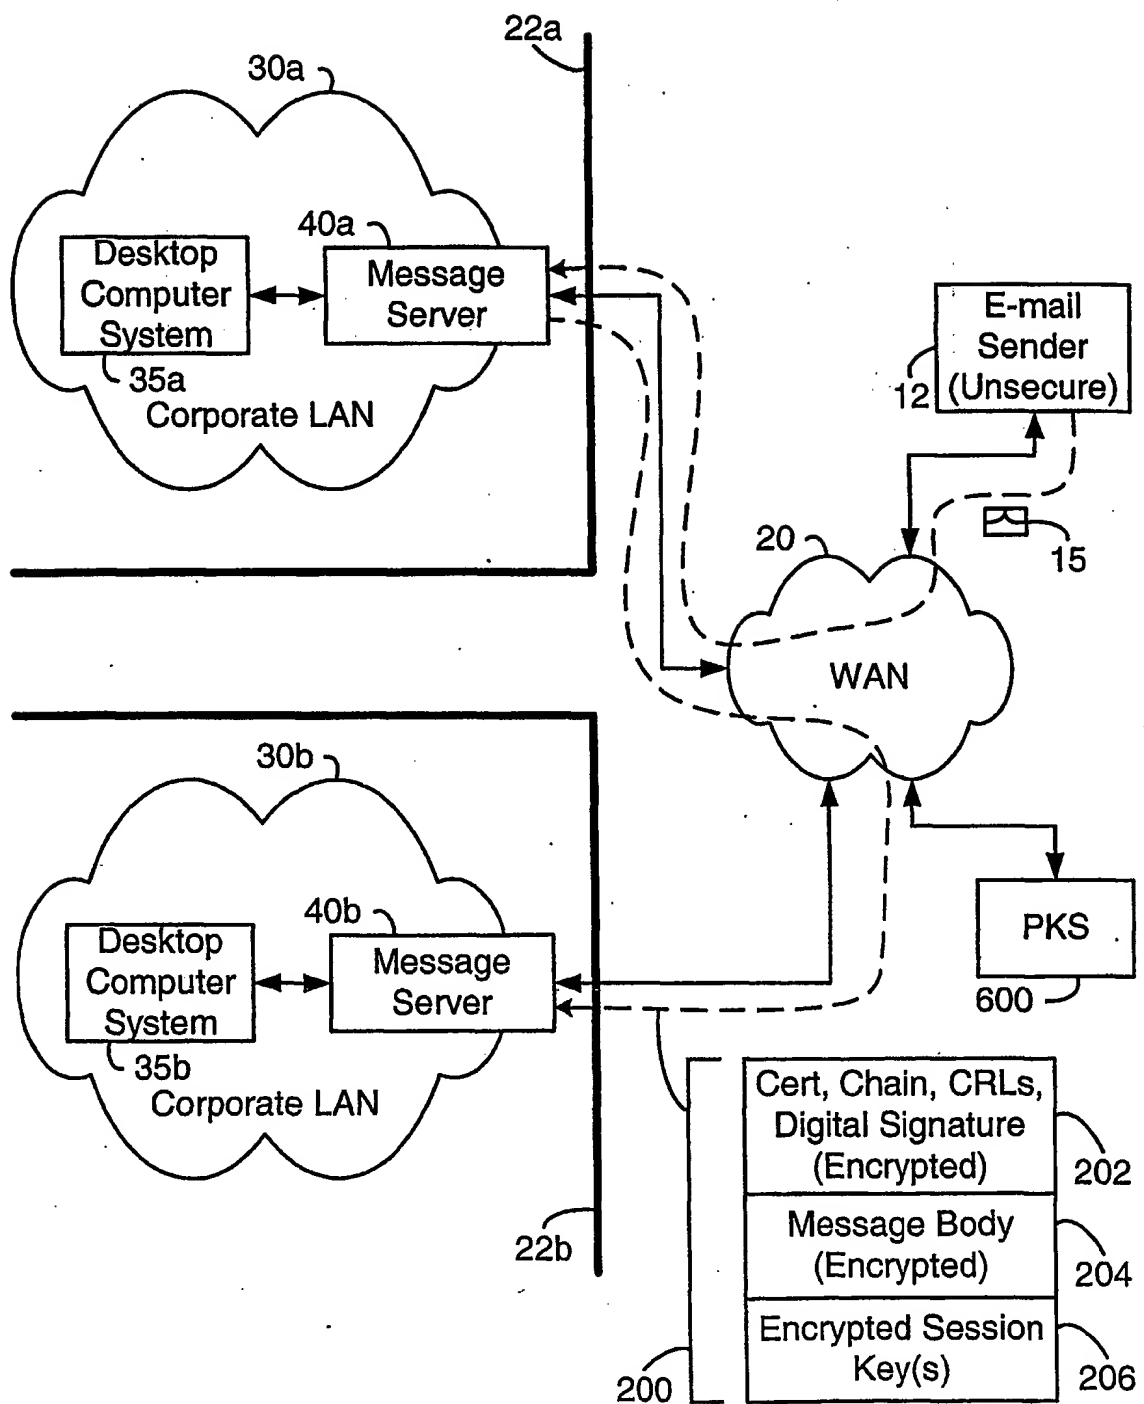 22a
30a
40a
Desktop
Computer
System
Message
Server
35a
Corporate LAN
E-mail
Sender
(Unsecure)
12
15
20
WAN
30b
40b
Desktop
Computer
System
Message
Server
35b
Corporate LAN
PKS
600
22b
Cert, Chain, CRLs,
Digital Signature
(Encrypted)
202
Message Body
(Encrypted)
204
Encrypted Session
Key(s)
206
200